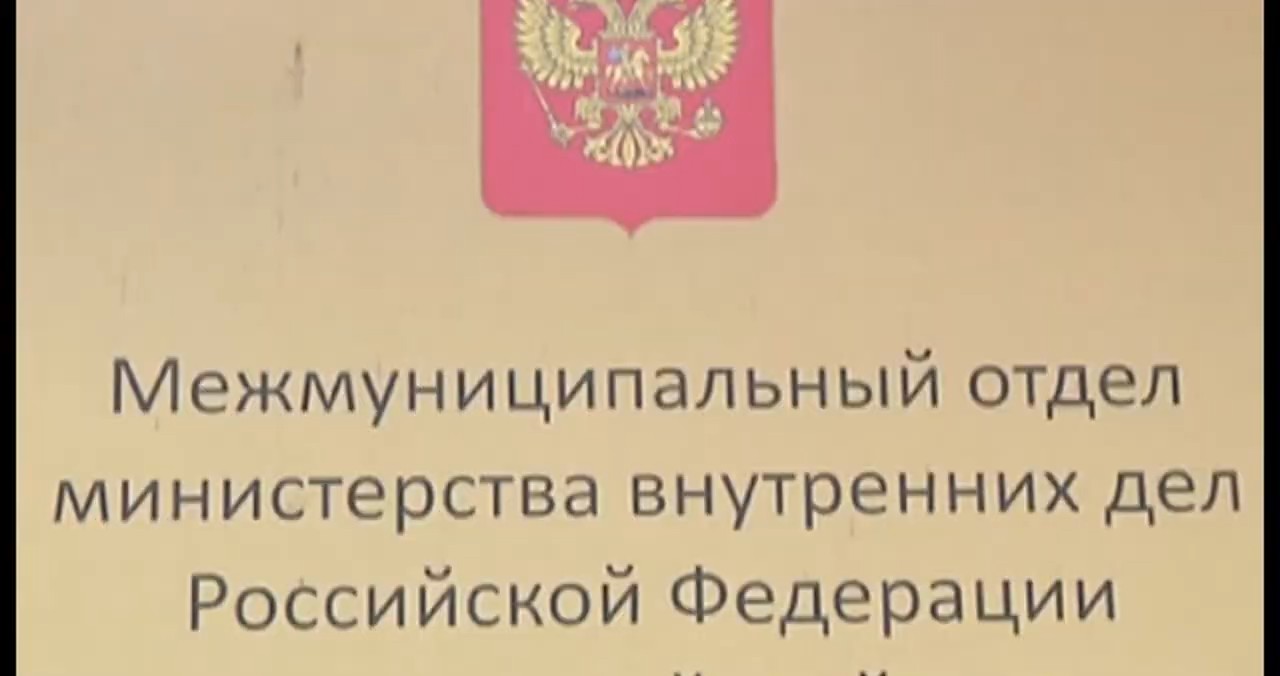 Межмуниципальный отдел
министерства внутренних дел
Российской Федерации